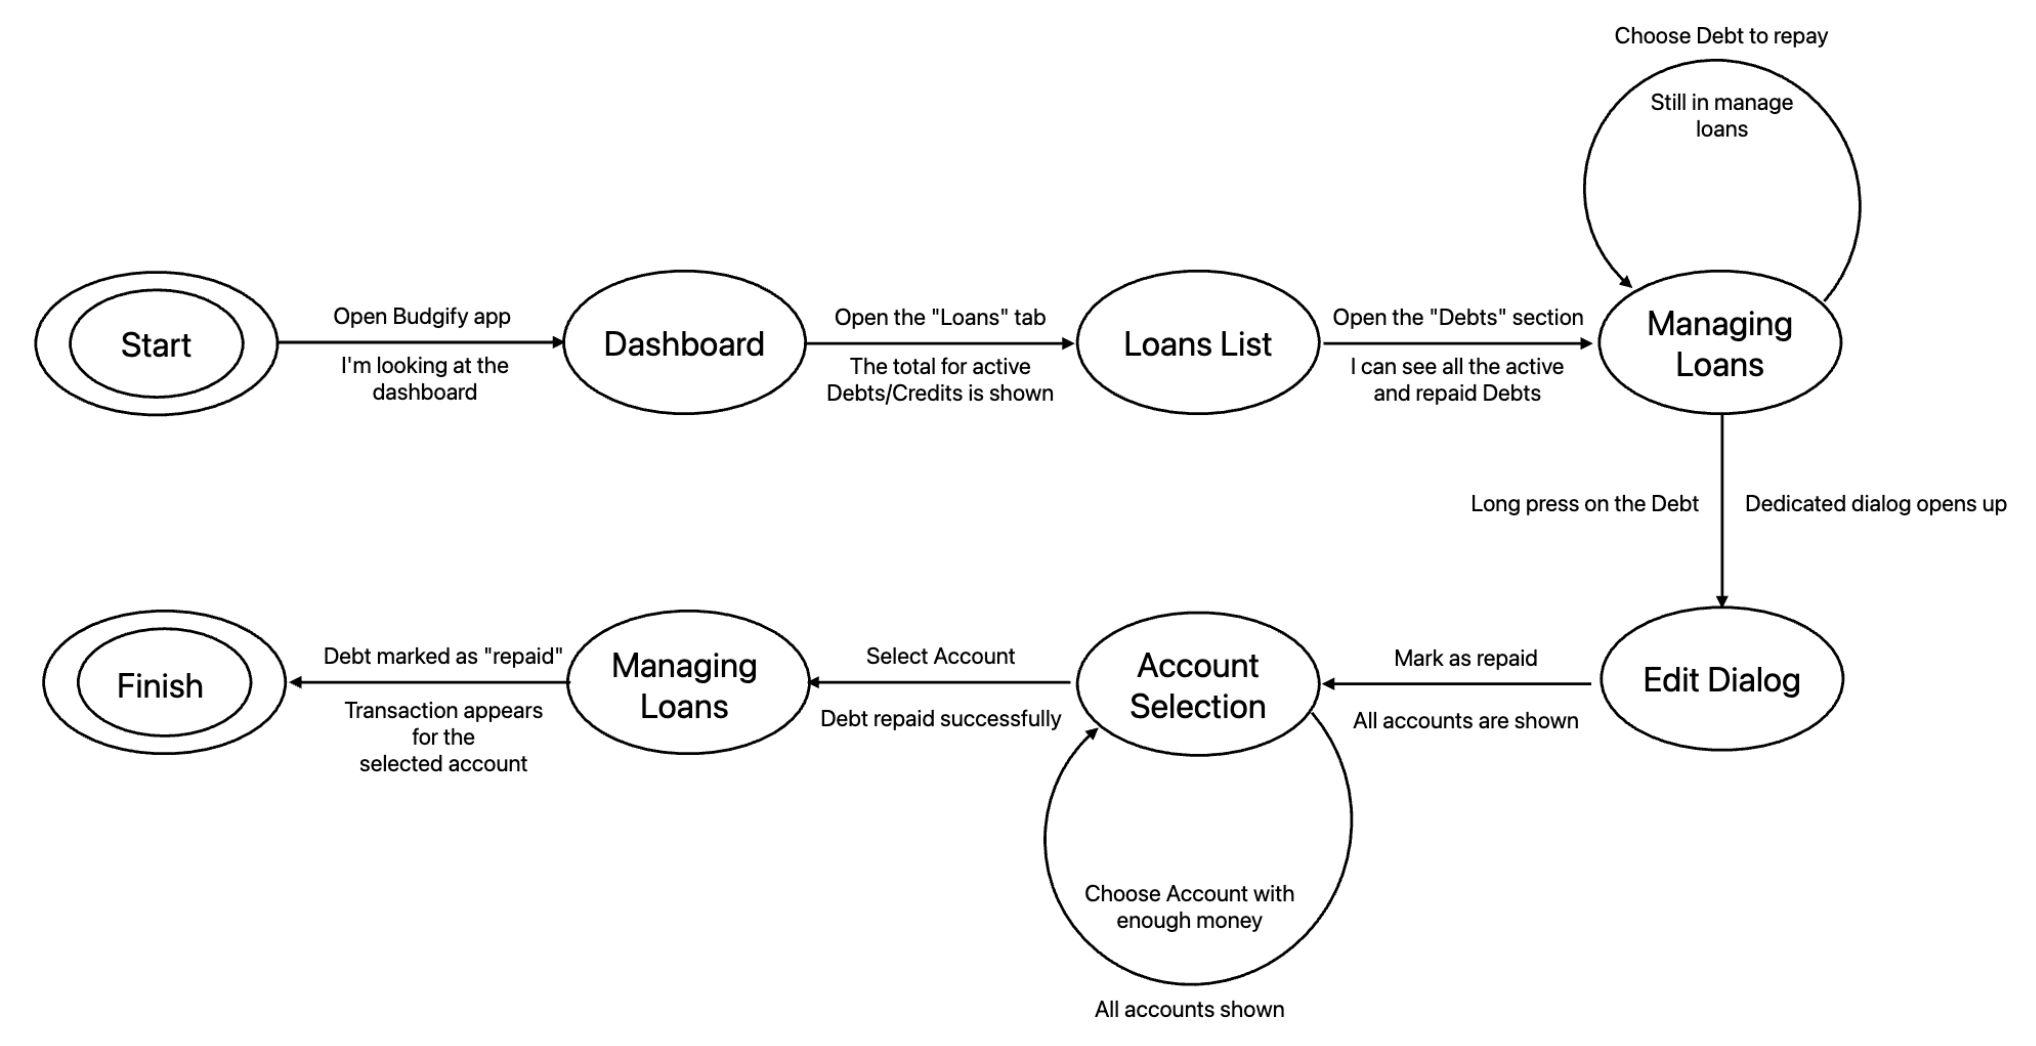 Choose Debt to repay
Still in manage
loans
Start
Open Budgify app
I'm looking at the
dashboard
Dashboard
Open the "Loans" tab
The total for active
Debts/Credits is shown
Loans List
Open the "Debts" section
I can see all the active
and repaid Debts
Managing
Loans
Long press on the Debt
Dedicated dialog opens up
Edit Dialog
Mark as repaid
All accounts are shown
Account
Selection
Choose Account with
enough money
All accounts shown
Select Account
Debt repaid successfully
Managing
Loans
Debt marked as "repaid"
Transaction appears
for the
selected account
Finish